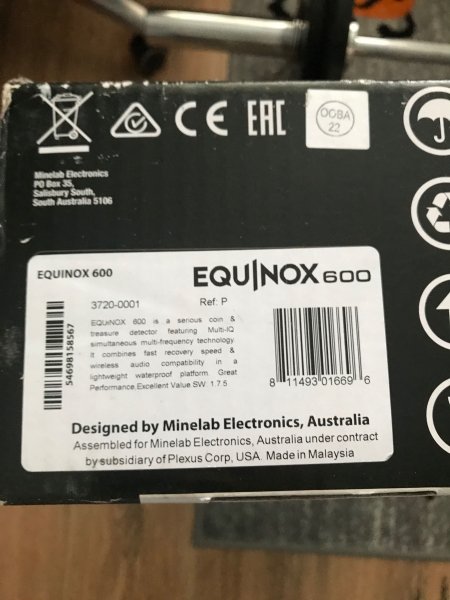 CE EAC OOBA
22
Minelab Electronics
PO Box 35,
Salisbury South,
South Australia 5106
EQUINOX 600
EQUINOX 600
3720-0001 Ref: P
EQUINOX 600 is a serious coin &
treasure detector featuring Multi-IQ
simultaneous multi-frequency technology
It combines fast recovery speed &
wireless audio compatibility in a
lightweight waterproof platform. Great
Performance.Excellent Value SW: 1.7.5
54698158567
8 11493 01669 6
Designed by Minelab Electronics, Australia
Assembled for Minelab Electronics, Australia under contract
by subsidiary of Plexus Corp, USA. Made in Malaysia